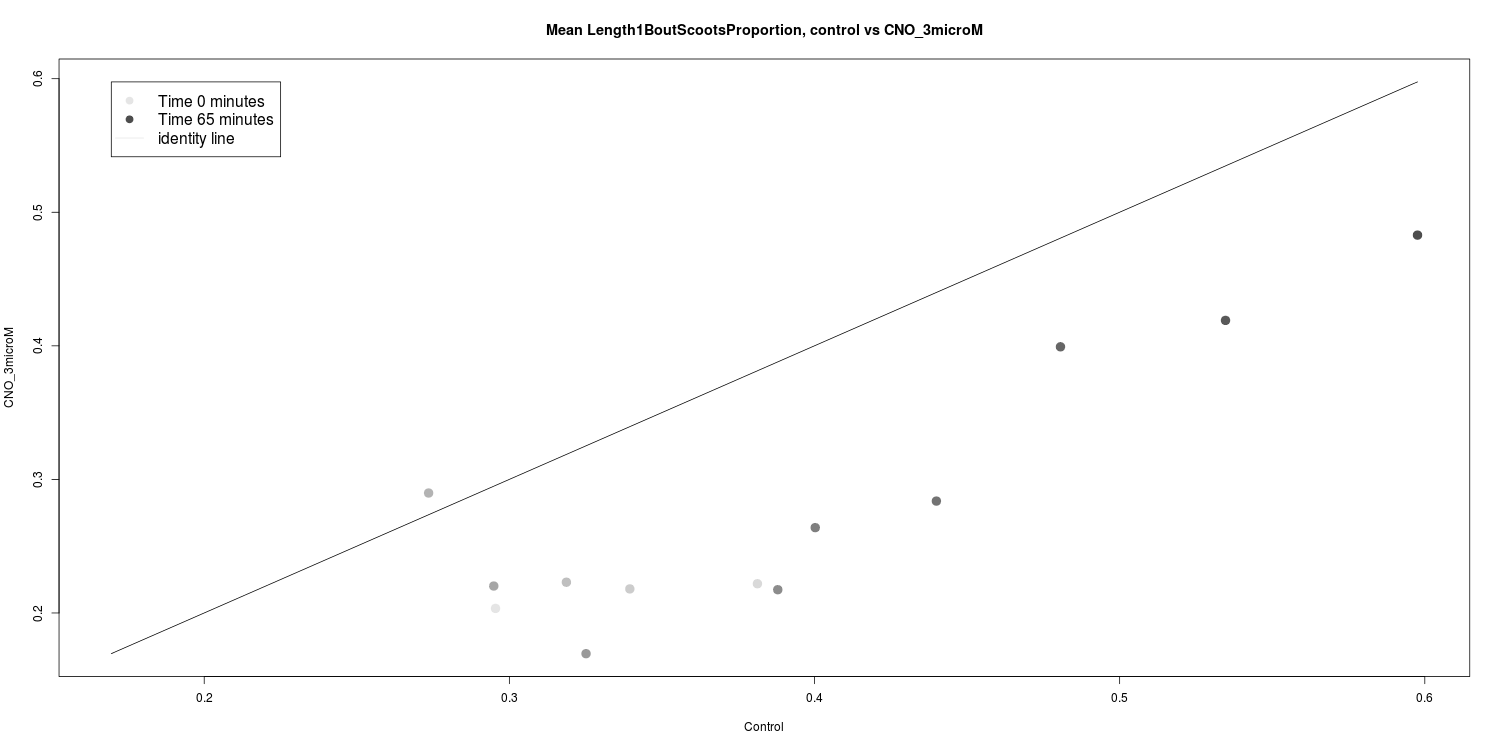 Mean Length1BoutScootsProportion, control vs CNO_3microM
Time 0 minutes
Time 65 minutes
identity line
CNO_3microM
0.6
0.5
0.4
0.3
0.2
0.2
0.3
0.4
0.5
0.6
Control